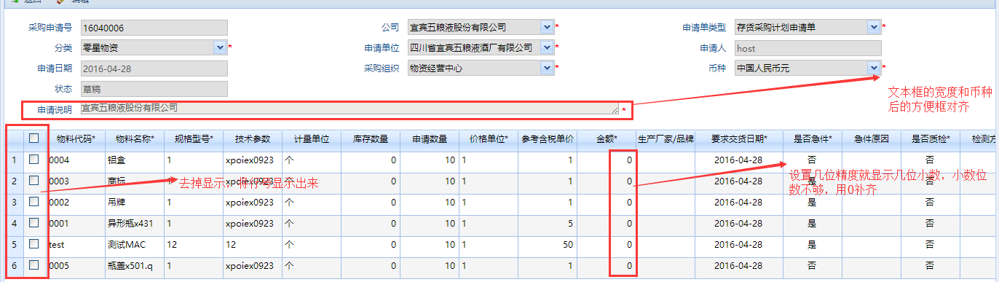 返回 编辑
采购申请号 16040006 公司 宜宾五粮液股份有限公司 * 申请单类型 存货采购计划申请单 *
分类 零星物资 * 申请单位 四川省宜宾五粮液酒厂有限公司 * 申请人 host
申请日期 2016-04-28 采购组织 物资经营中心 * 币种 中国人民币元 *
状态 草稿
申请说明 宜宾五粮液股份有限公司 *
文本框的宽度和币种
后的方便框对齐
物料代码* 物料名称* 规格型号* 技术参数 计量单位 库存数量 申请数量 价格单位* 参考含税单价 金额* 生产厂家/品牌 要求交货日期* 是否急件* 急件原因 是否质检* 检测方
1 0004 铝盒 1 xpoiex0923 个 0 10 1 1 0 2016-04-28 否 否
2 0003 商标 1 xpoiex0923 个 0 10 1 1 0 2016-04-28 是 否
3 0002 吊牌 1 xpoiex0923 个 0 10 1 1 0 2016-04-28 是 否
4 0001 异形瓶x431 1 xpoiex0923 个 0 10 1 5 0 2016-04-28 是 否
5 test 测试MAC 12 12 个 0 10 1 50 0 2016-04-28 是 否
6 0005 瓶盖x501.q 1 xpoiex0923 个 0 10 1 1 0 2016-04-28 否 否
去掉显示，将行号显示出来
设置几位精度就显示几位小数，小数位
数不够，用0补齐